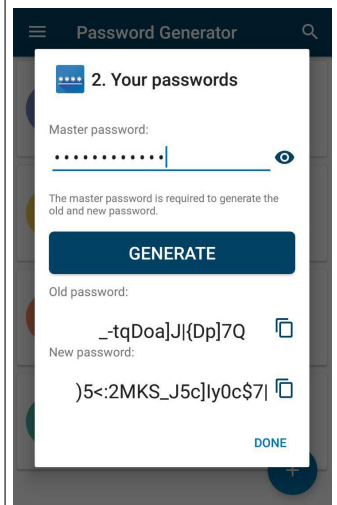 Password Generator
2. Your passwords
Master password:
••••••••••••
The master password is required to generate the
old and new password.
GENERATE
Old password:
_-tqDoa]J|{Dp]7Q
New password:
)5<:2MKS_J5c]Iy0c$7|
DONE